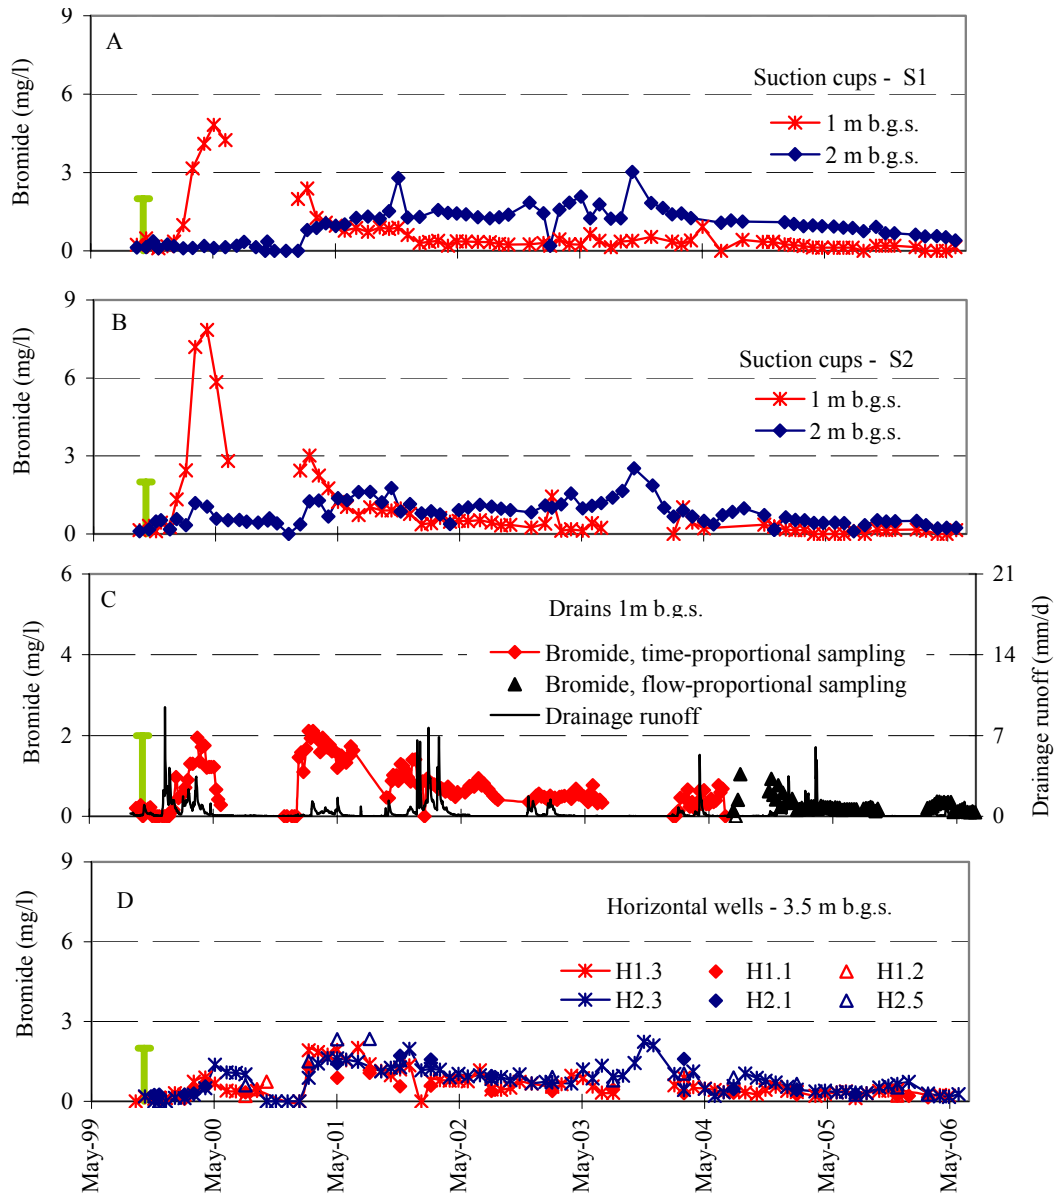 9
A
Suction cups - S1
6
1 m b.g.s.
2 m b.g.s.
3
0
Bromide (mg/l)
9
B
Suction cups - S2
6
1 m b.g.s.
2 m b.g.s.
3
0
Bromide (mg/l)
6 21
C Drains 1m b.g.s.
4 14
Bromide, time-proportional sampling
Bromide, flow-proportional sampling
Drainage runoff
2 7
0 0
Bromide (mg/l)
Drainage runoff (mm/d)
9
D Horizontal wells - 3.5 m b.g.s.
6
H1.3 H1.1 H1.2
H2.3 H2.1 H2.5
3
0
Bromide (mg/l)
May-99 May-00 May-01 May-02 May-03 May-04 May-05 May-06